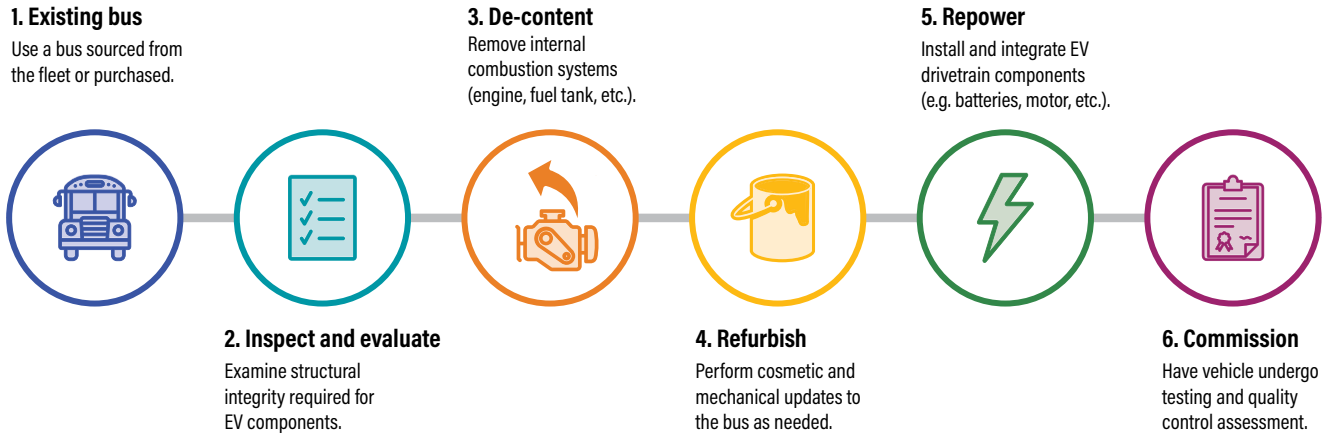 1. Existing bus
Use a bus sourced from
the fleet or purchased.
2. Inspect and evaluate
Examine structural
integrity required for
EV components.
3. De-content
Remove internal
combustion systems
(engine, fuel tank, etc.).
4. Refurbish
Perform cosmetic and
mechanical updates to
the bus as needed.
5. Repower
Install and integrate EV
drivetrain components
(e.g. batteries, motor, etc.).
6. Commission
Have vehicle undergo
testing and quality
control assessment.